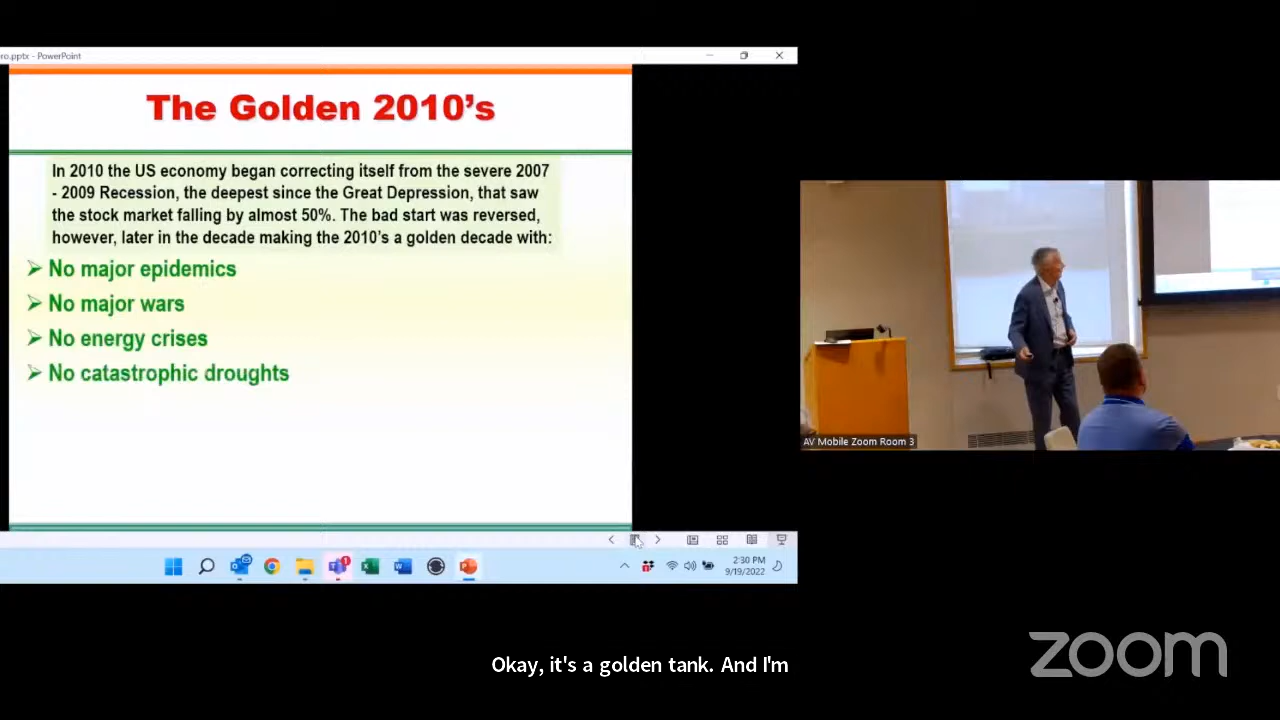 ro.pptx - PowerPoint
The Golden 2010's
In 2010 the US economy began correcting itself from the severe 2007
- 2009 Recession, the deepest since the Great Depression, that saw
the stock market falling by almost 50%. The bad start was reversed,
however, later in the decade making the 2010's a golden decade with:
No major epidemics
No major wars
No energy crises
No catastrophic droughts
AV Mobile Zoom Room 3
2:30 PM
9/19/2022
Okay, it's a golden tank. And I'm
zoom